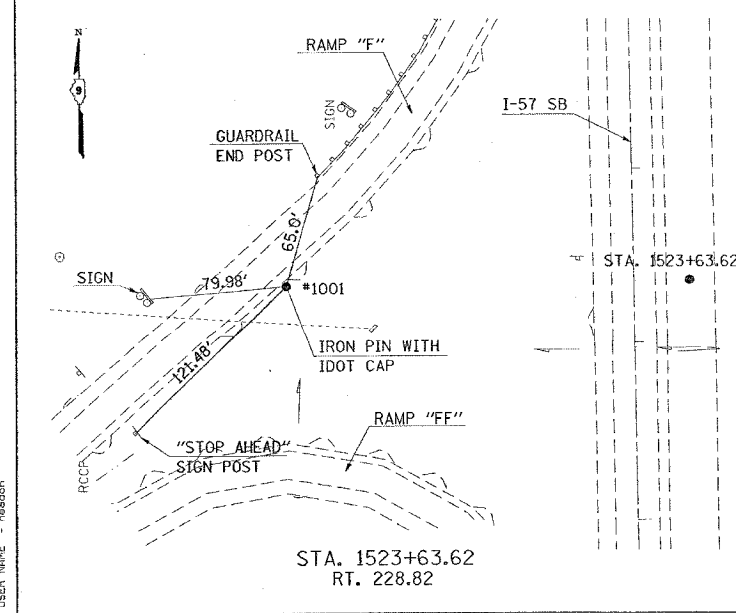 N
9
RAMP "F"
SIGN
I-57 SB
GUARDRAIL
END POST
65.0'
SIGN
79.98'
#1001
STA. 1523+63.62
IRON PIN WITH
IDOT CAP
121.48'
RAMP "FF"
"STOP AHEAD"
SIGN POST
RCCP
STA. 1523+63.62
RT. 228.82
USER NAME = headon